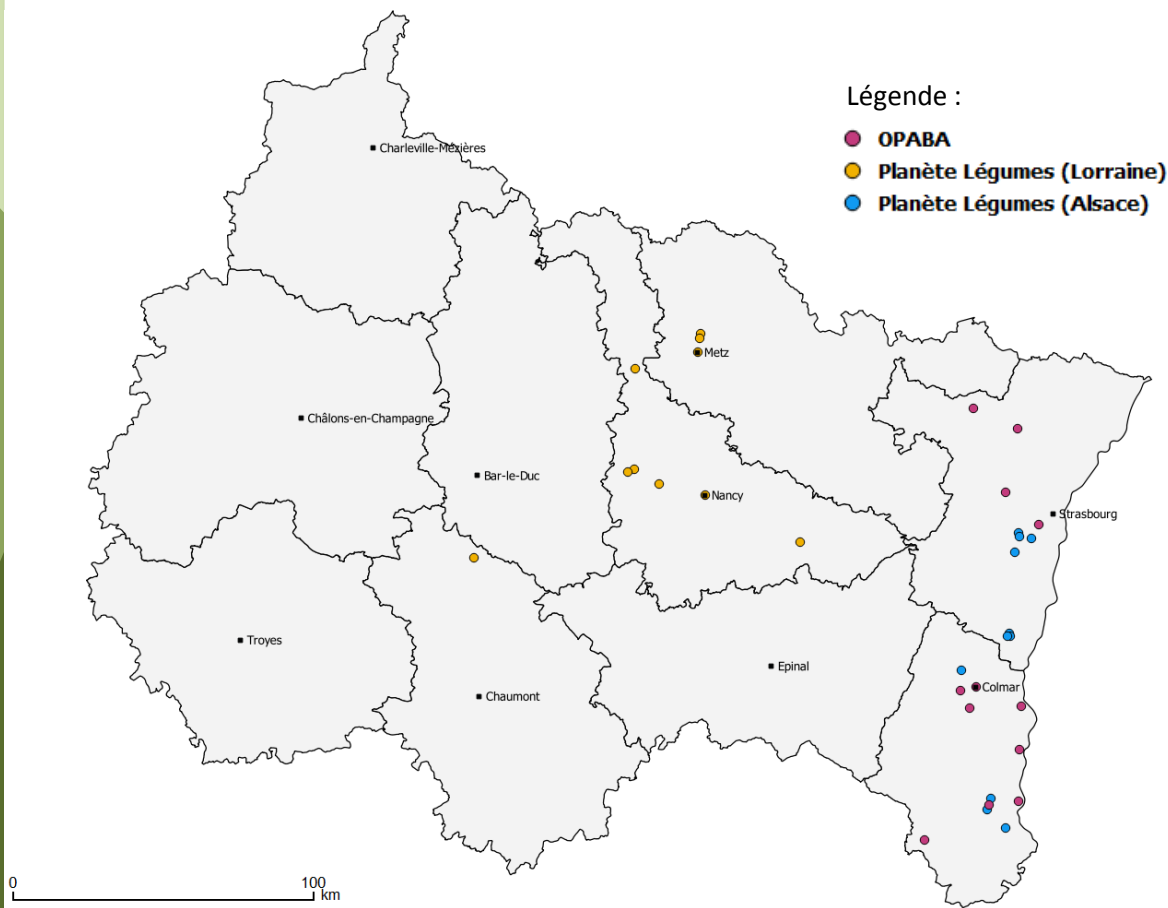 Légende :
OPABA
Planète Légumes (Lorraine)
Planète Légumes (Alsace)
Charleville-Mézières
Metz
Châlons-en-Champagne
Bar-le-Duc
Nancy
Strasbourg
Troyes
Epinal
Colmar
Chaumont
0 100
km